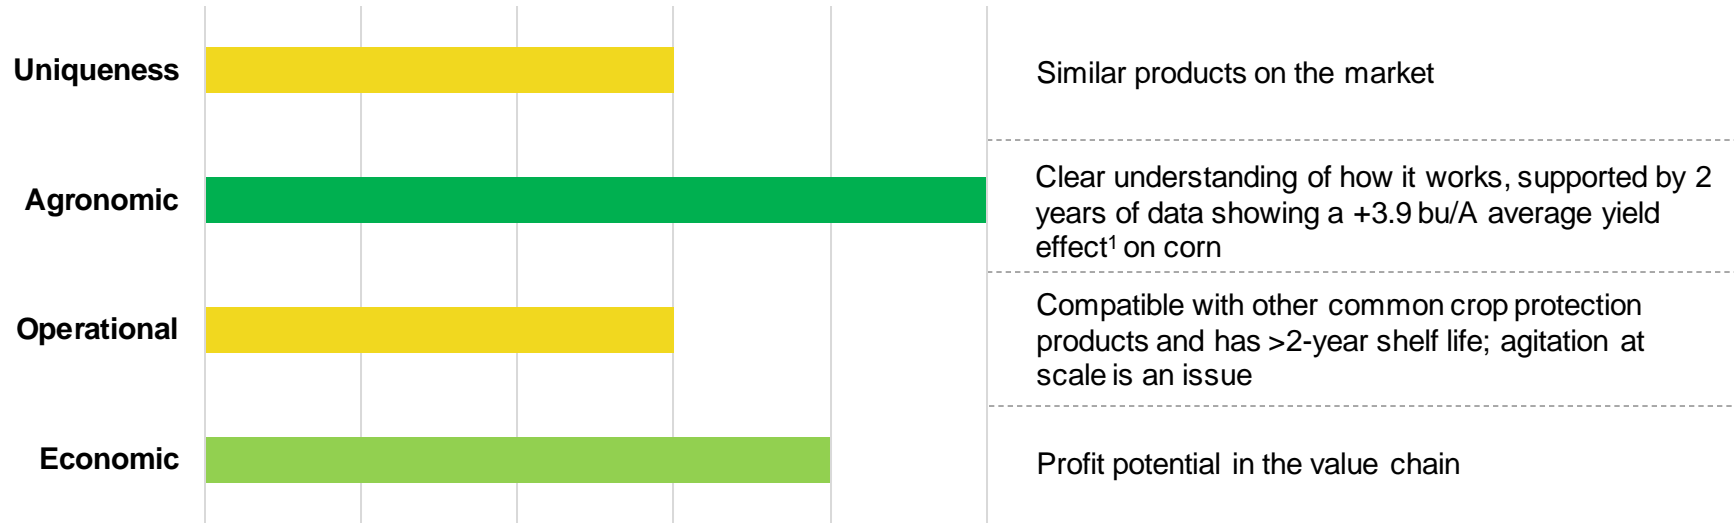 Uniqueness
Similar products on the market
Agronomic
Clear understanding of how it works, supported by 2
years of data showing a +3.9 bu/A average yield
effect¹ on corn
Operational
Compatible with other common crop protection
products and has >2-year shelf life; agitation at
scale is an issue
Economic
Profit potential in the value chain